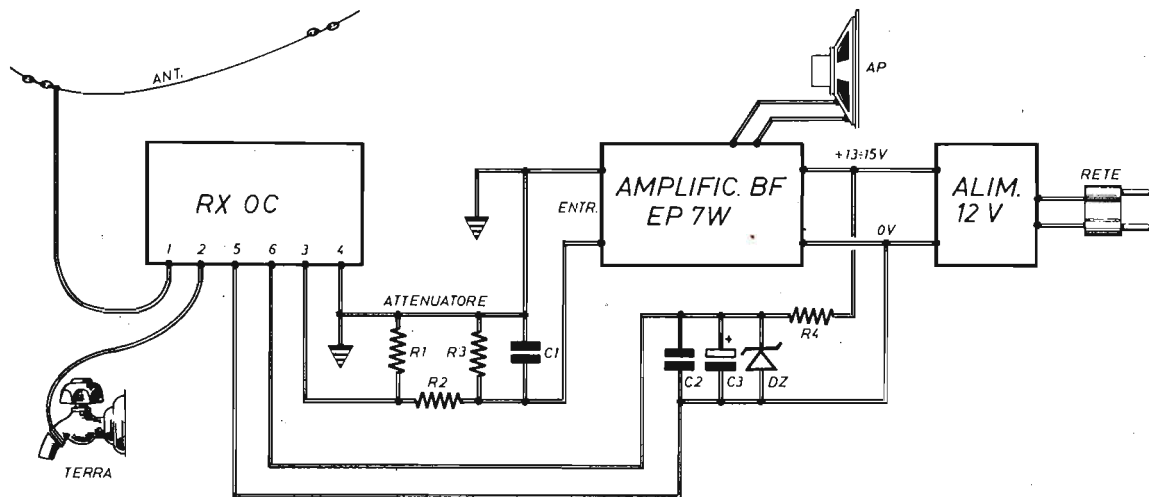 ANT.
AP
RX OC
1 2 5 6 3 4
ENTR.
AMPLIFIC. BF
EP 7W
+13÷15V
0V
ALIM.
12 V
RETE
ATTENUATORE
R1
R3
C1
R2
R4
+
C2
C3
DZ
TERRA